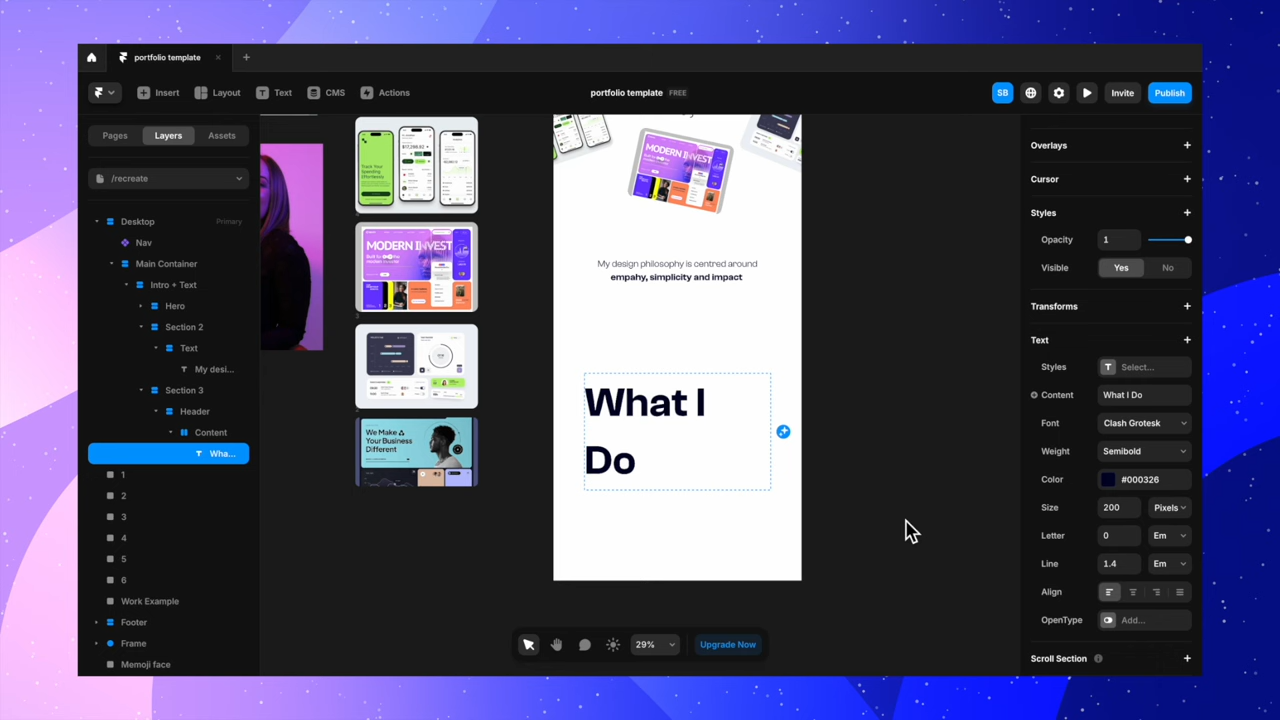 portfolio template
Insert
Layout
Text
CMS
Actions
portfolio template FREE
SB
Invite
Publish
Pages
Layers
Assets
/recreate
Desktop
Primary
Nav
Main Container
Intro + Text
Hero
Section 2
Text
My desi...
Section 3
Header
Content
Wha...
1
2
3
4
5
6
Work Example
Footer
Frame
Memoji face
Track Your
Spending
Effortlessly
MODERN INVEST
We Make
Your Business
Different
MODERN INVEST
My design philosophy is centred around
empahy, simplicity and impact
What I
Do
29%
Upgrade Now
Overlays
Cursor
Styles
Opacity 1
Visible Yes No
Transforms
Text
Styles T Select...
Content What I Do
Font Clash Grotesk
Weight Semibold
Color #000326
Size 200 Pixels
Letter 0 Em
Line 1.4 Em
Align
OpenType Add...
Scroll Section